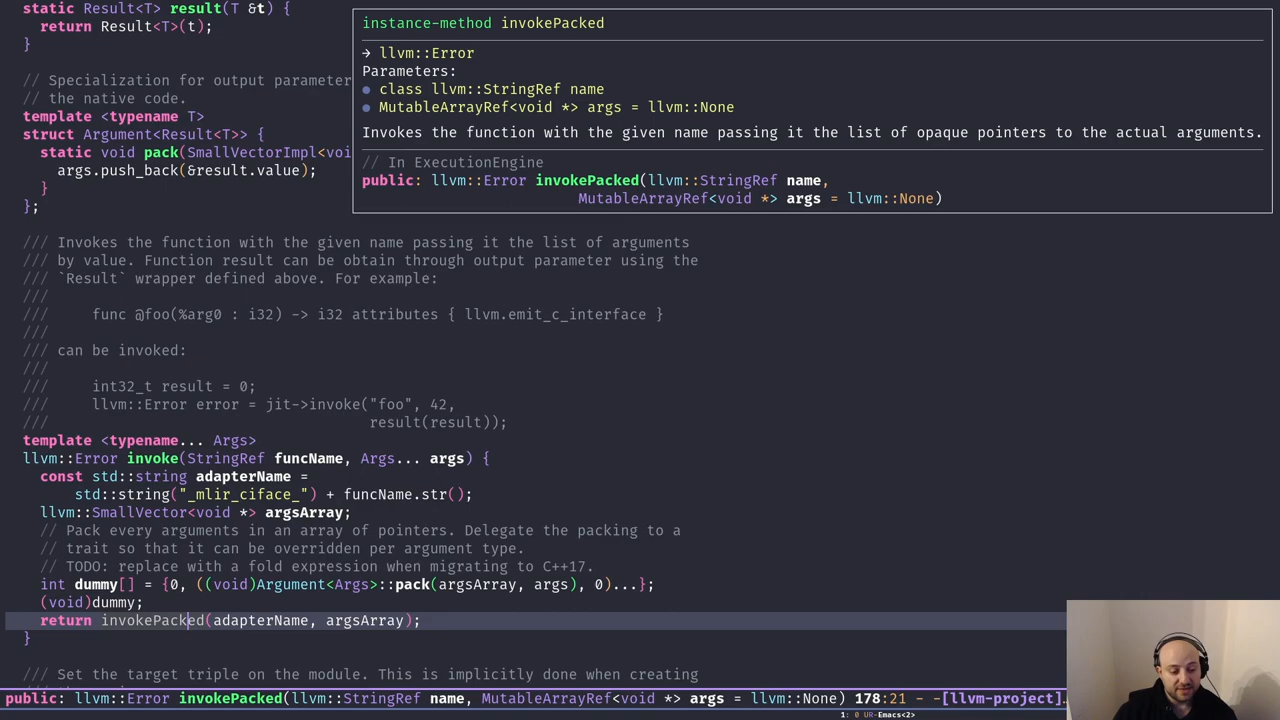 static Result<T> result(T &t) {
  return Result<T>(t);
}
// Specialization for output parameter
// the native code.
template <typename T>
struct Argument<Result<T>> {
  static void pack(SmallVectorImpl<voi
    args.push_back(&result.value);
  }
};
instance-method invokePacked
→ llvm::Error
Parameters:
● class llvm::StringRef name
● MutableArrayRef<void *> args = llvm::None
Invokes the function with the given name passing it the list of opaque pointers to the actual arguments.
// In ExecutionEngine
public: llvm::Error invokePacked(llvm::StringRef name,
                         MutableArrayRef<void *> args = llvm::None)
/// Invokes the function with the given name passing it the list of arguments
/// by value. Function result can be obtain through output parameter using the
/// `Result` wrapper defined above. For example:
///
///     func @foo(%arg0 : i32) -> i32 attributes { llvm.emit_c_interface }
///
/// can be invoked:
///
///     int32_t result = 0;
///     llvm::Error error = jit->invoke("foo", 42,
///                                     result(result));
template <typename... Args>
llvm::Error invoke(StringRef funcName, Args... args) {
  const std::string adapterName =
      std::string("_mlir_ciface_") + funcName.str();
  llvm::SmallVector<void *> argsArray;
  // Pack every arguments in an array of pointers. Delegate the packing to a
  // trait so that it can be overridden per argument type.
  // TODO: replace with a fold expression when migrating to C++17.
  int dummy[] = {0, ((void)Argument<Args>::pack(argsArray, args), 0)...};
  (void)dummy;
  return invokePacked(adapterName, argsArray);
}
/// Set the target triple on the module. This is implicitly done when creating
public: llvm::Error invokePacked(llvm::StringRef name, MutableArrayRef<void *> args = llvm::None) 178:21 - -[llvm-project]
1: 0 UR-Emacs<2>